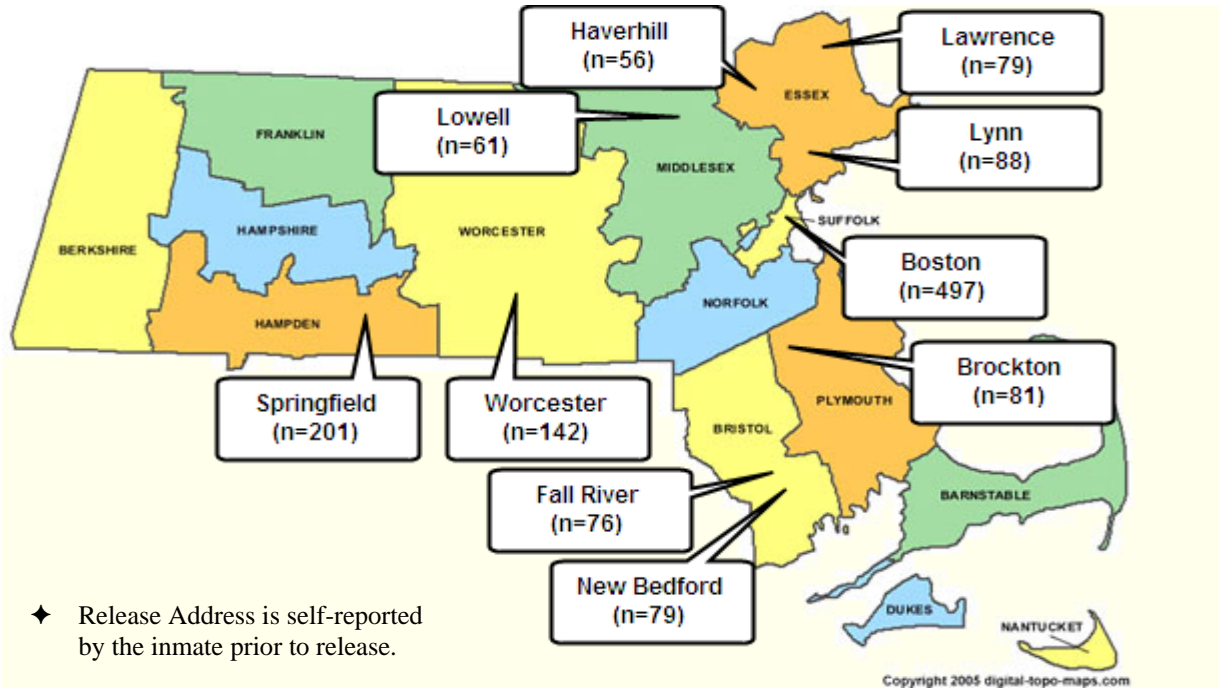 Haverhill
(n=56)
Lawrence
(n=79)
ESSEX
Lowell
(n=61)
Lynn
(n=88)
FRANKLIN
MIDDLESEX
SUFFOLK
HAMPSHIRE
WORCESTER
BERKSHIRE
Boston
(n=497)
NORFOLK
HAMPDEN
Brockton
(n=81)
Springfield
(n=201)
Worcester
(n=142)
PLYMOUTH
BRISTOL
Fall River
(n=76)
BARNSTABLE
New Bedford
(n=79)
✦ Release Address is self-reported
by the inmate prior to release.
DUKES
NANTUCKET
Copyright 2005 digital-topo-maps.com